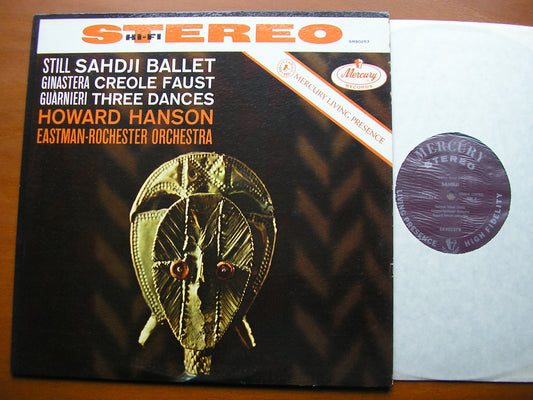 STEREO
HI-FI
SR90257
STILL SAHDJI BALLET
GINASTERA CREOLE FAUST
GUARNIERI THREE DANCES
HOWARD HANSON
EASTMAN-ROCHESTER ORCHESTRA
Mercury
RECORDS
MERCURY LIVING PRESENCE
MERCURY
STEREO
LIVING PRESENCE
HIGH FIDELITY